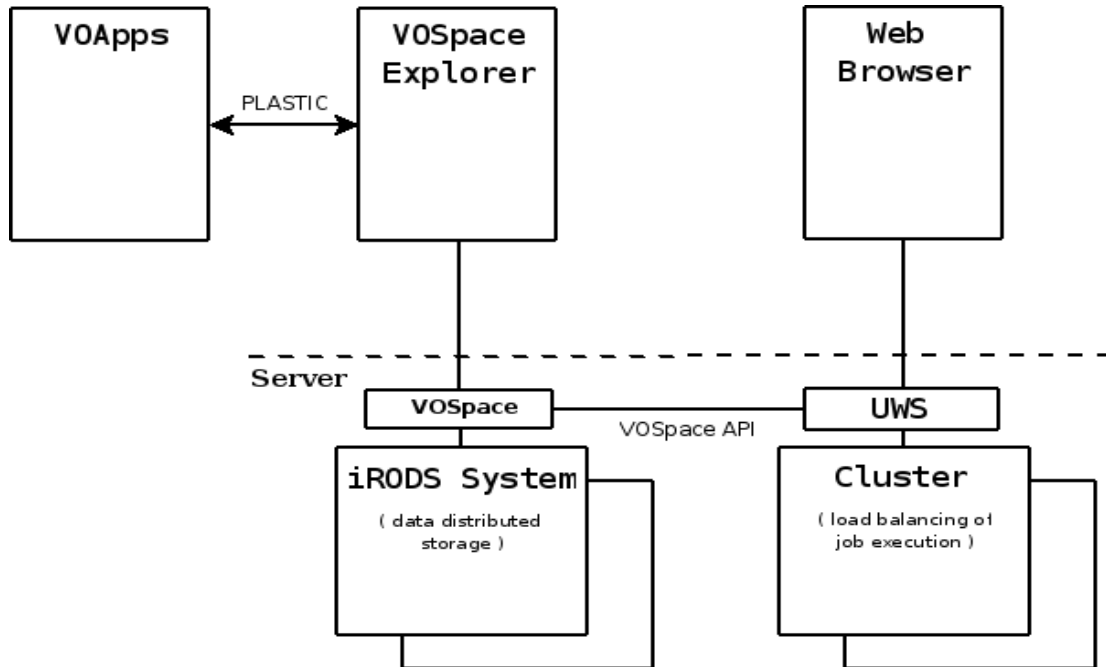 VOApps
VOSpace
Explorer
Web
Browser
PLASTIC
Server
VOSpace
UWS
VOSpace API
iRODS System
( data distributed
storage )
Cluster
( load balancing of
job execution )